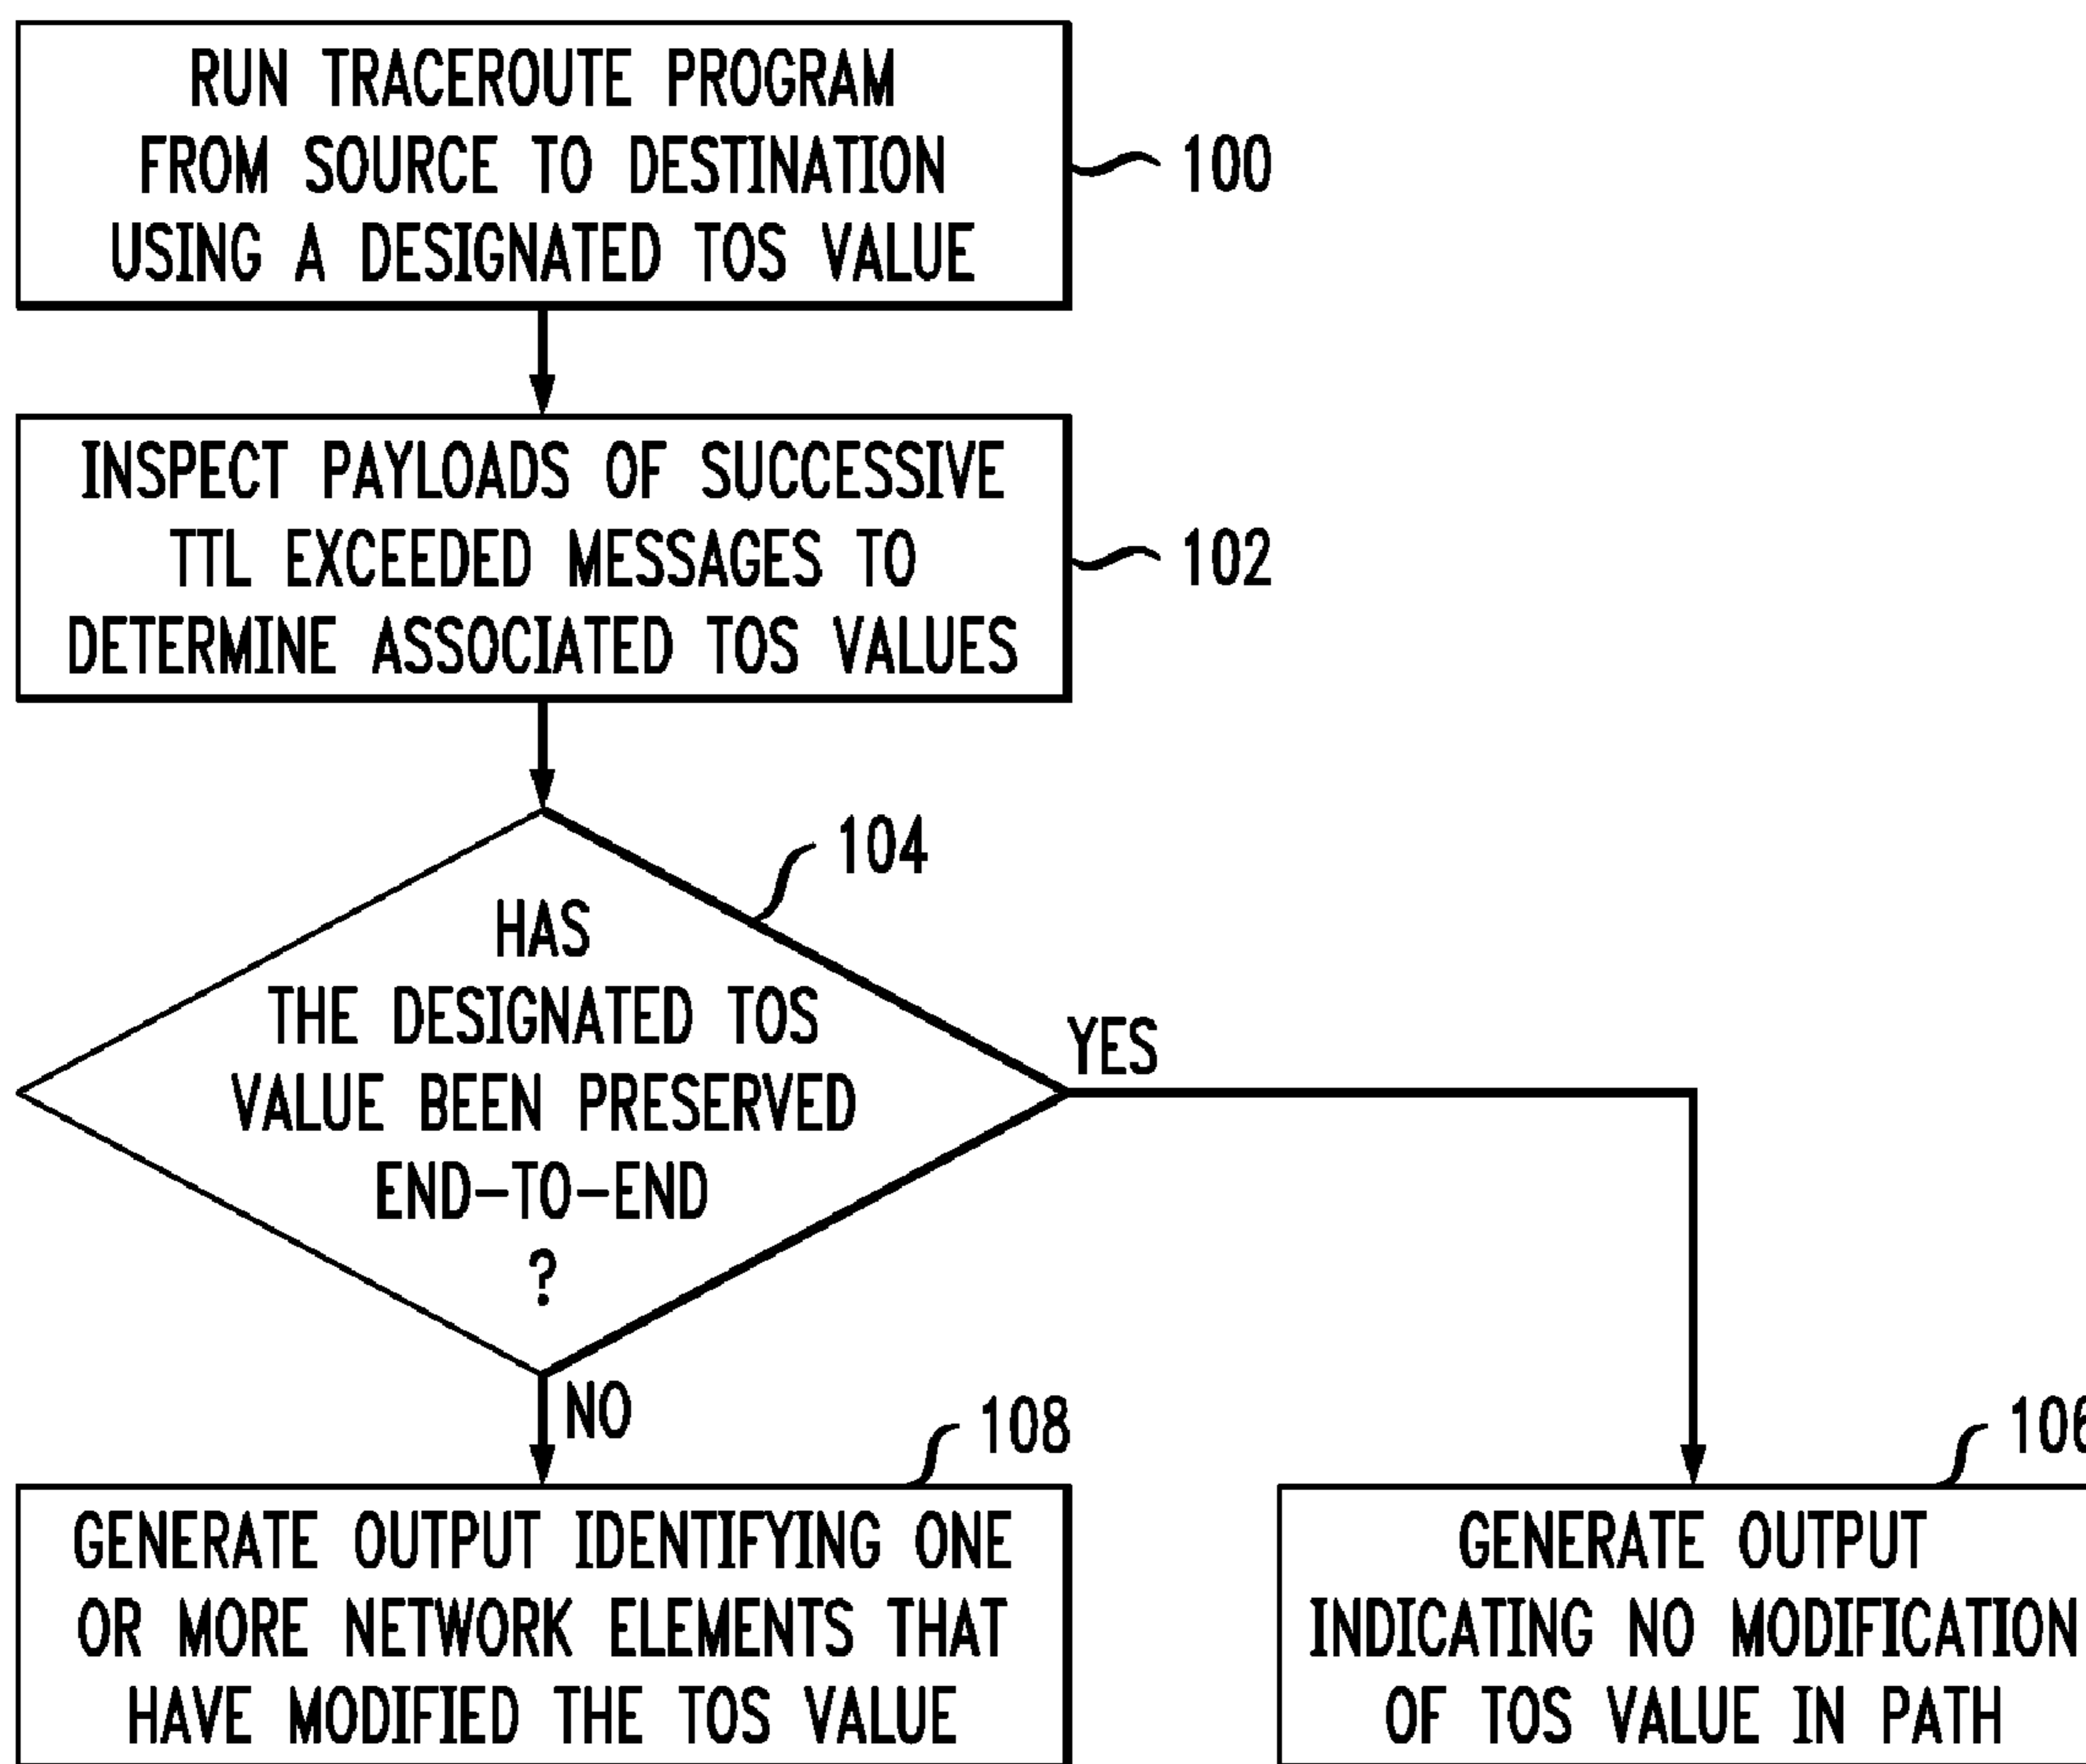 RUN TRACEROUTE PROGRAM
FROM SOURCE TO DESTINATION
USING A DESIGNATED TOS VALUE
100
INSPECT PAYLOADS OF SUCCESSIVE
TTL EXCEEDED MESSAGES TO
DETERMINE ASSOCIATED TOS VALUES
102
104
HAS
THE DESIGNATED TOS
VALUE BEEN PRESERVED
END-TO-END
?
YES
NO
108
GENERATE OUTPUT IDENTIFYING ONE
OR MORE NETWORK ELEMENTS THAT
HAVE MODIFIED THE TOS VALUE
106
GENERATE OUTPUT
INDICATING NO MODIFICATION
OF TOS VALUE IN PATH